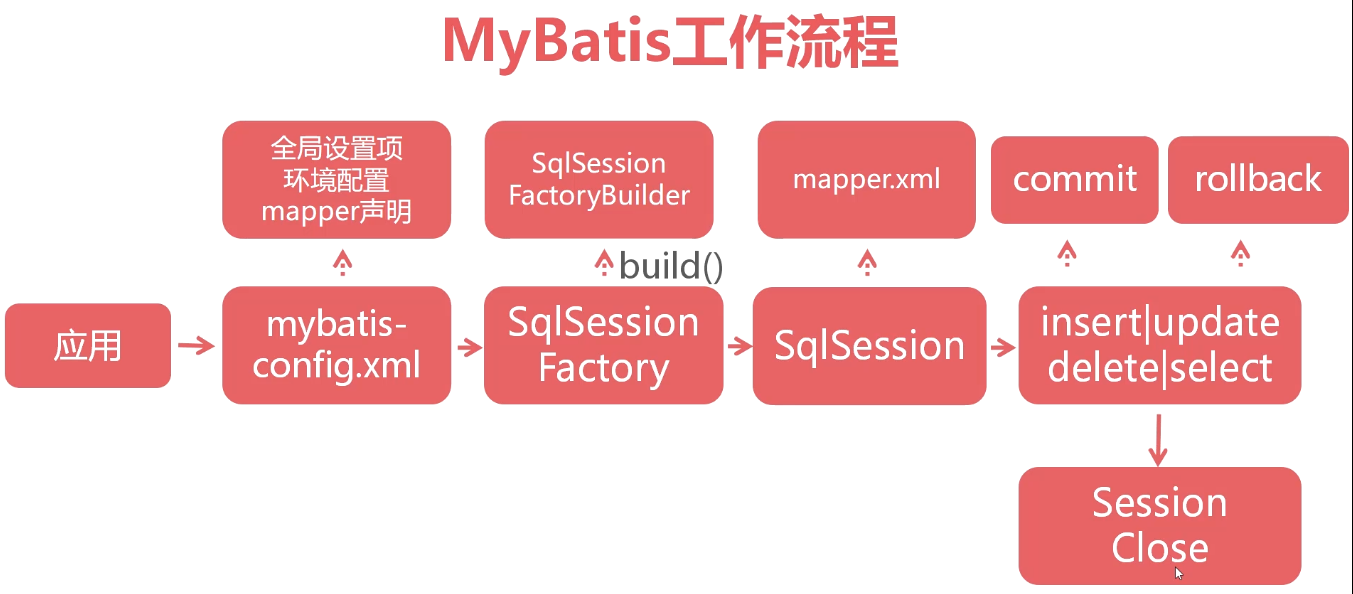 MyBatis工作流程
全局设置项
环境配置
mapper声明
SqlSession
FactoryBuilder
mapper.xml
commit
rollback
build()
应用
mybatis-
config.xml
SqlSession
Factory
SqlSession
insert|update
delete|select
Session
Close